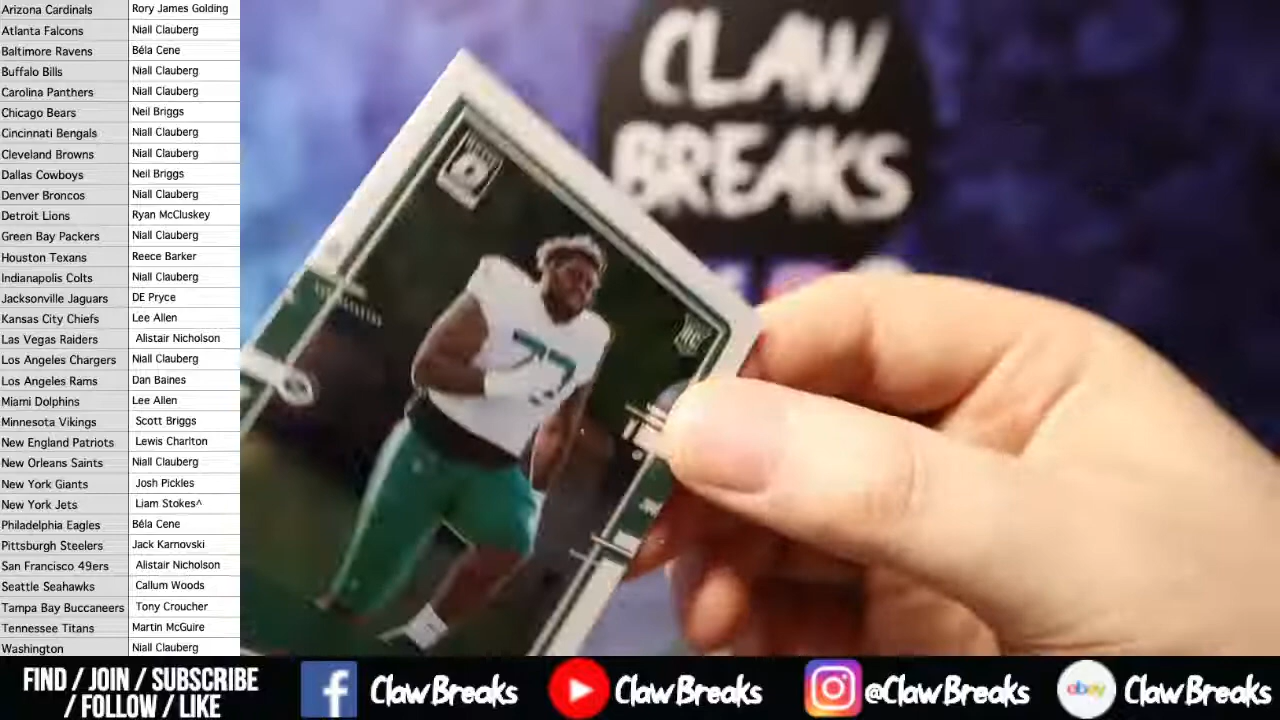 Arizona Cardinals Rory James Golding
Atlanta Falcons Niall Clauberg
Baltimore Ravens Béla Cene
Buffalo Bills Niall Clauberg
Carolina Panthers Niall Clauberg
Chicago Bears Neil Briggs
Cincinnati Bengals Niall Clauberg
Cleveland Browns Niall Clauberg
Dallas Cowboys Neil Briggs
Denver Broncos Niall Clauberg
Detroit Lions Ryan McCluskey
Green Bay Packers Niall Clauberg
Houston Texans Reece Barker
Indianapolis Colts Niall Clauberg
Jacksonville Jaguars DE Pryce
Kansas City Chiefs Lee Allen
Las Vegas Raiders Alistair Nicholson
Los Angeles Chargers Niall Clauberg
Los Angeles Rams Dan Baines
Miami Dolphins Lee Allen
Minnesota Vikings Scott Briggs
New England Patriots Lewis Charlton
New Orleans Saints Niall Clauberg
New York Giants Josh Pickles
New York Jets Liam Stokes^
Philadelphia Eagles Béla Cene
Pittsburgh Steelers Jack Karnovski
San Francisco 49ers Alistair Nicholson
Seattle Seahawks Callum Woods
Tampa Bay Buccaneers Tony Croucher
Tennessee Titans Martin McGuire
Washington Niall Clauberg
CLAW
BREAKS
77
FIND / JOIN / SUBSCRIBE
/ FOLLOW / LIKE
f ClawBreaks
ClawBreaks
@ClawBreaks
ebay ClawBreaks